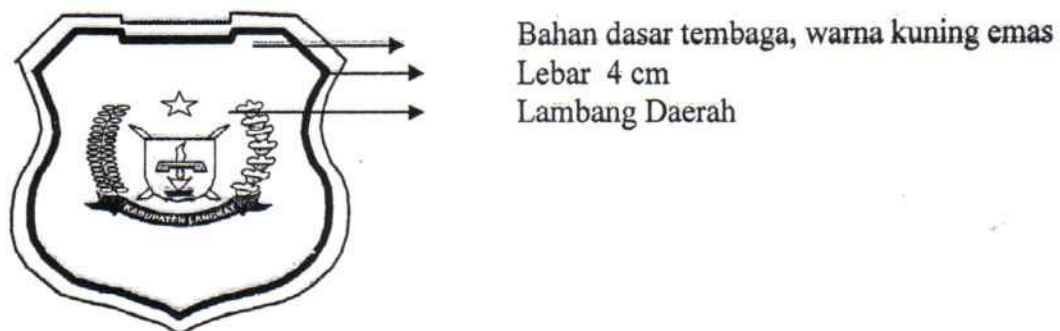 Bahan dasar tembaga, warna kuning emas
Lebar 4 cm
Lambang Daerah
KABUPATEN LANGKAT